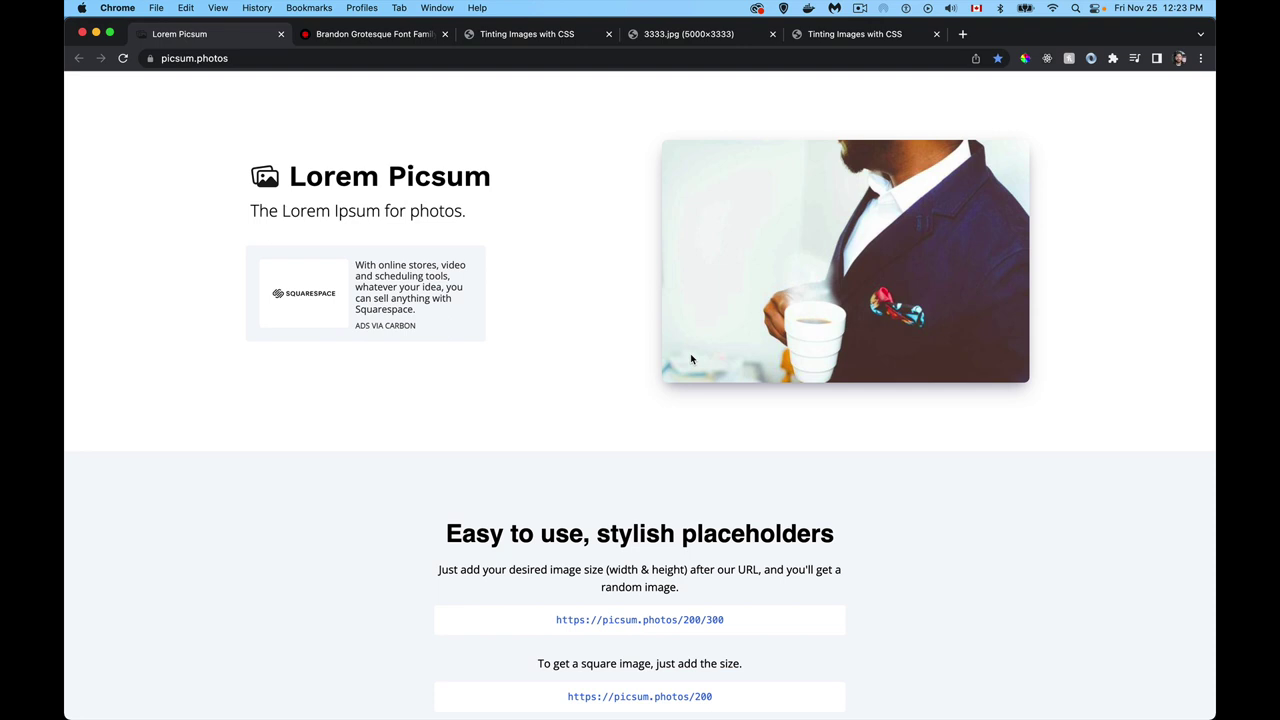 Chrome File Edit View History Bookmarks Profiles Tab Window Help Fri Nov 25 12:23 PM
Lorem Picsum Brandon Grotesque Font Famil Tinting Images with CSS 3333.jpg (5000×3333) Tinting Images with CSS
picsum.photos
Lorem Picsum
The Lorem Ipsum for photos.
SQUARESPACE
With online stores, video
and scheduling tools,
whatever your idea, you
can sell anything with
Squarespace.
ADS VIA CARBON
Easy to use, stylish placeholders
Just add your desired image size (width & height) after our URL, and you'll get a
random image.
https://picsum.photos/200/300
To get a square image, just add the size.
https://picsum.photos/200